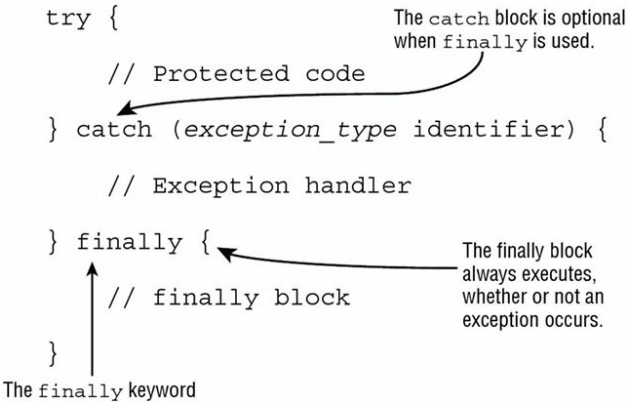 try {
The catch block is optional
when finally is used.
// Protected code
} catch (exception_type identifier) {
// Exception handler
} finally {
The finally block
always executes,
whether or not an
exception occurs.
// finally block
}
The finally keyword